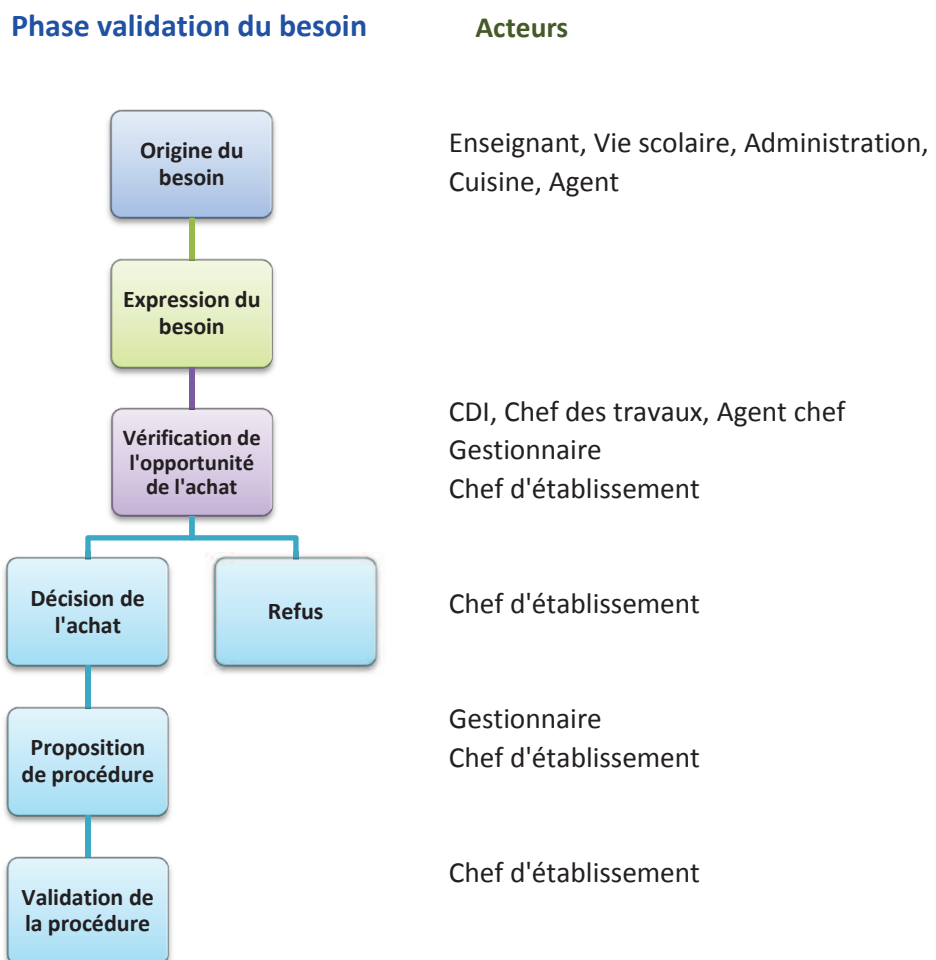 Phase validation du besoin
Acteurs
Origine du
besoin
Enseignant, Vie scolaire, Administration,
Cuisine, Agent
Expression du
besoin
Vérification de
l'opportunité
de l'achat
CDI, Chef des travaux, Agent chef
Gestionnaire
Chef d'établissement
Décision de
l'achat
Refus
Chef d'établissement
Proposition
de procédure
Gestionnaire
Chef d'établissement
Validation de
la procédure
Chef d'établissement